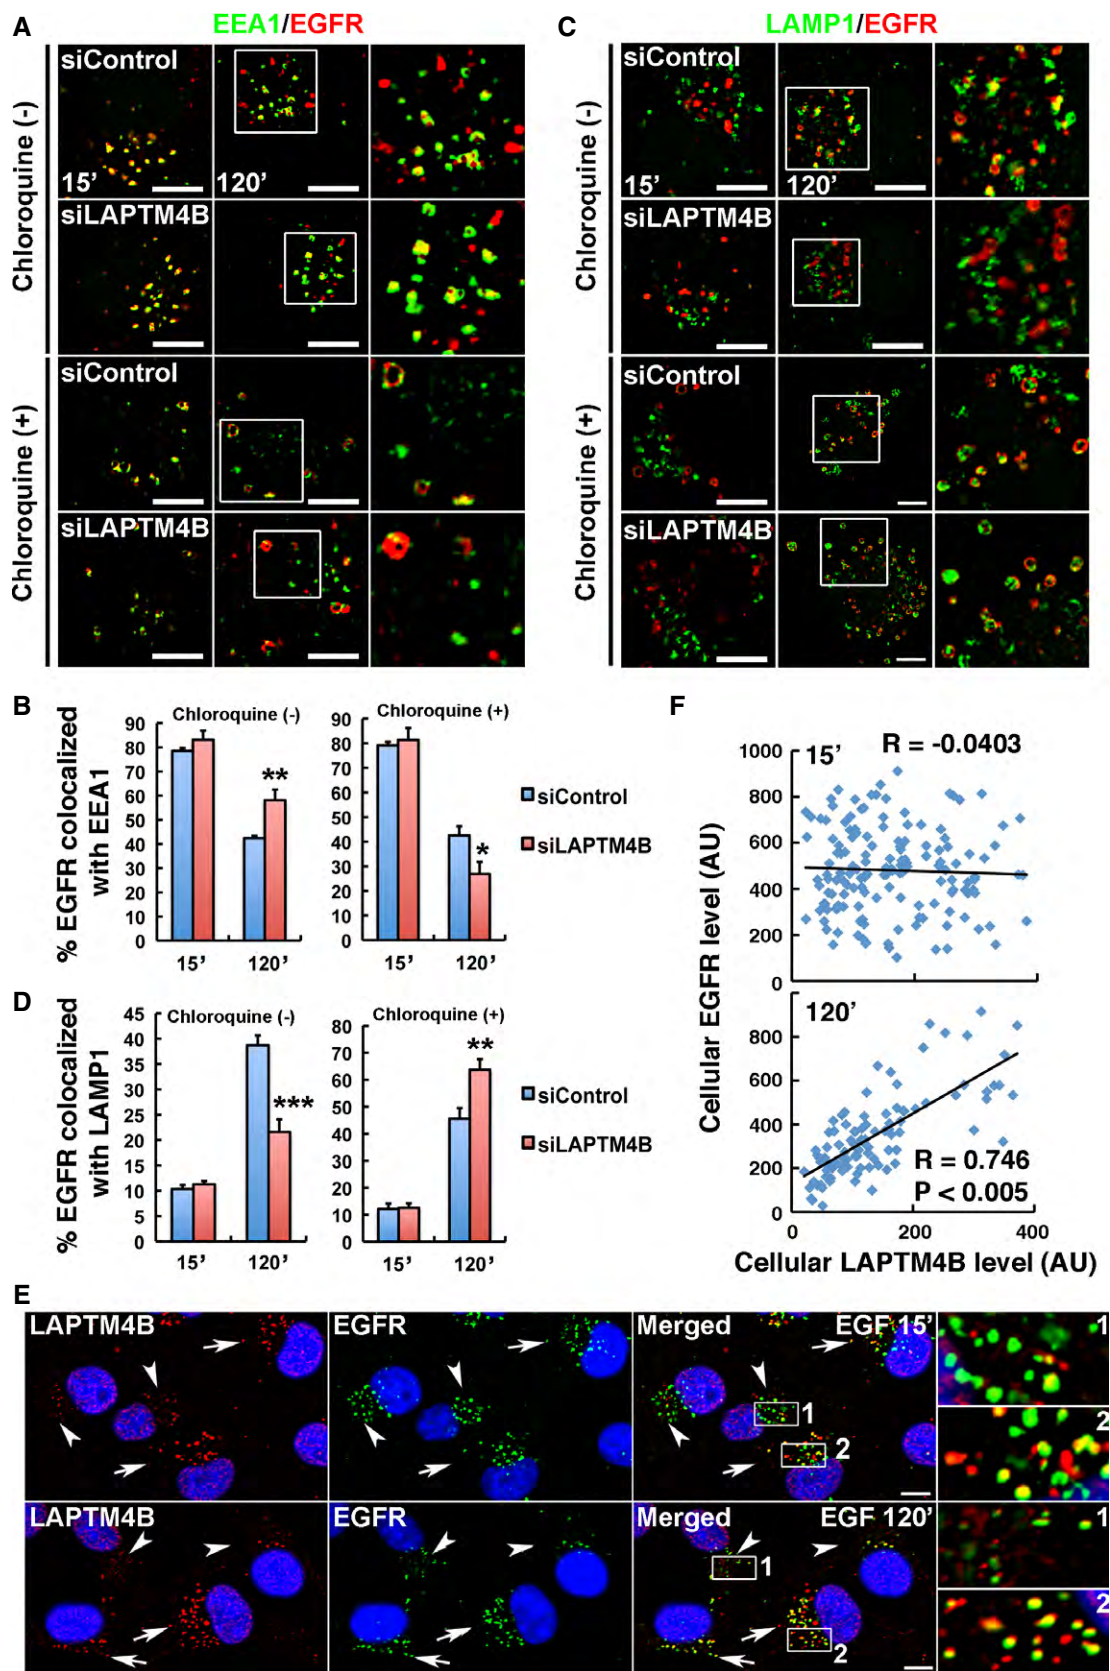 A
EEA1/EGFR
Chloroquine (-)
siControl
15'
120'
siLAPTM4B
Chloroquine (+)
siControl
siLAPTM4B
C
LAMP1/EGFR
Chloroquine (-)
siControl
15'
120'
siLAPTM4B
Chloroquine (+)
siControl
siLAPTM4B
B
% EGFR colocalized
with EEA1
Chloroquine (-)
90
80
70
60
50
40
30
20
10
0
**
15'
120'
Chloroquine (+)
90
80
70
60
50
40
30
20
10
0
*
15'
120'
siControl
siLAPTM4B
D
% EGFR colocalized
with LAMP1
Chloroquine (-)
45
40
35
30
25
20
15
10
5
0
***
15'
120'
Chloroquine (+)
80
70
60
50
40
30
20
10
0
**
15'
120'
siControl
siLAPTM4B
F
Cellular EGFR level (AU)
1000
800
600
400
200
0
15'
R = -0.0403
800
600
400
200
0
120'
R = 0.746
P < 0.005
0
200
400
Cellular LAPTM4B level (AU)
E
LAPTM4B
EGFR
Merged
EGF 15'
1
2
1
2
LAPTM4B
EGFR
Merged
EGF 120'
1
2
1
2